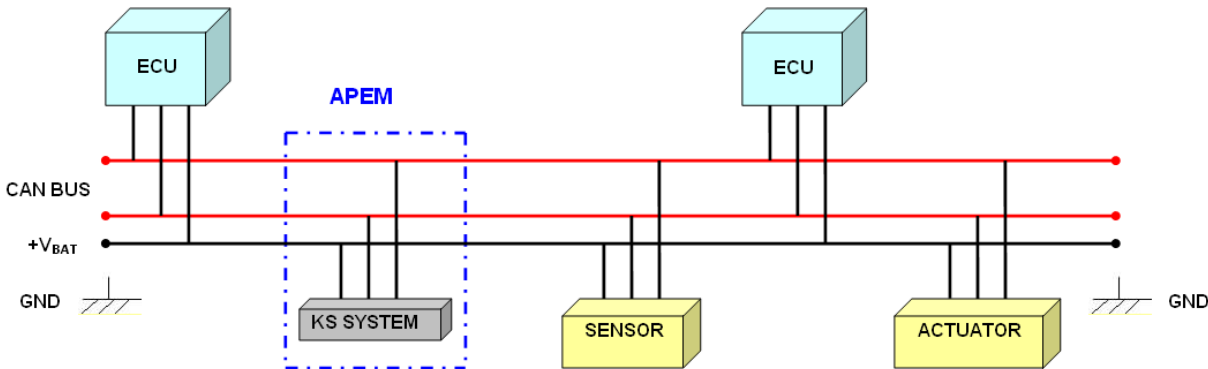 ECU
ECU
APEM
CAN BUS
+VBAT
GND
GND
KS SYSTEM
SENSOR
ACTUATOR